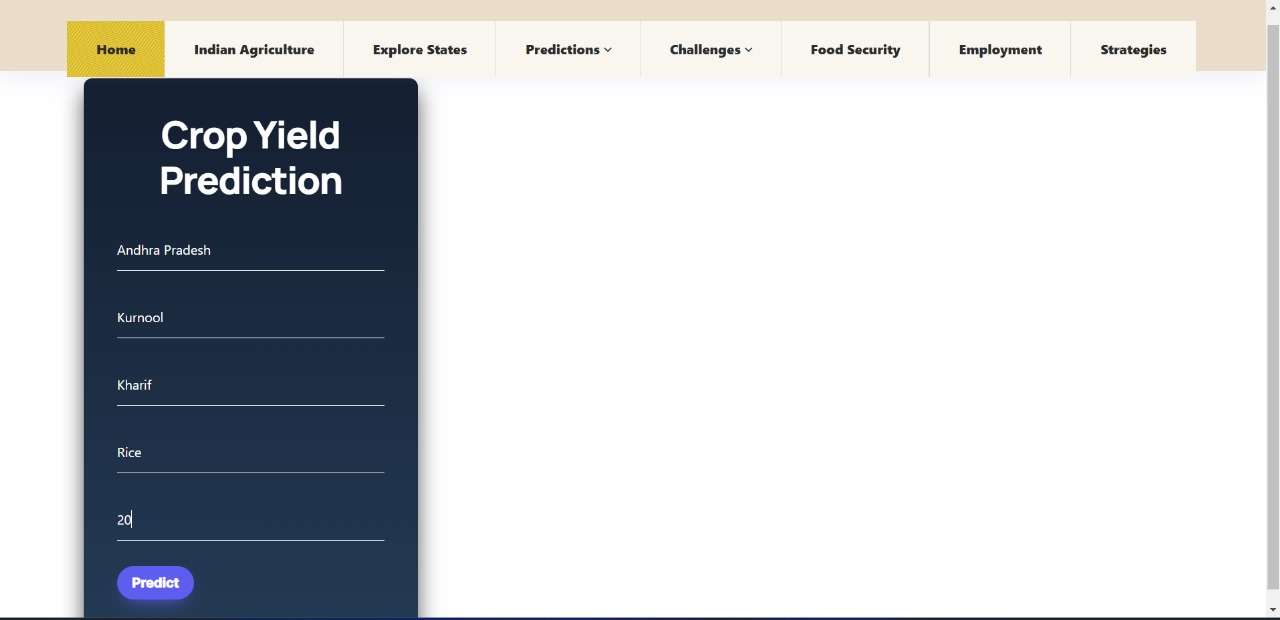 Home Indian Agriculture Explore States Predictions Challenges Food Security Employment Strategies
Crop Yield
Prediction
Andhra Pradesh
Kurnool
Kharif
Rice
20
Predict